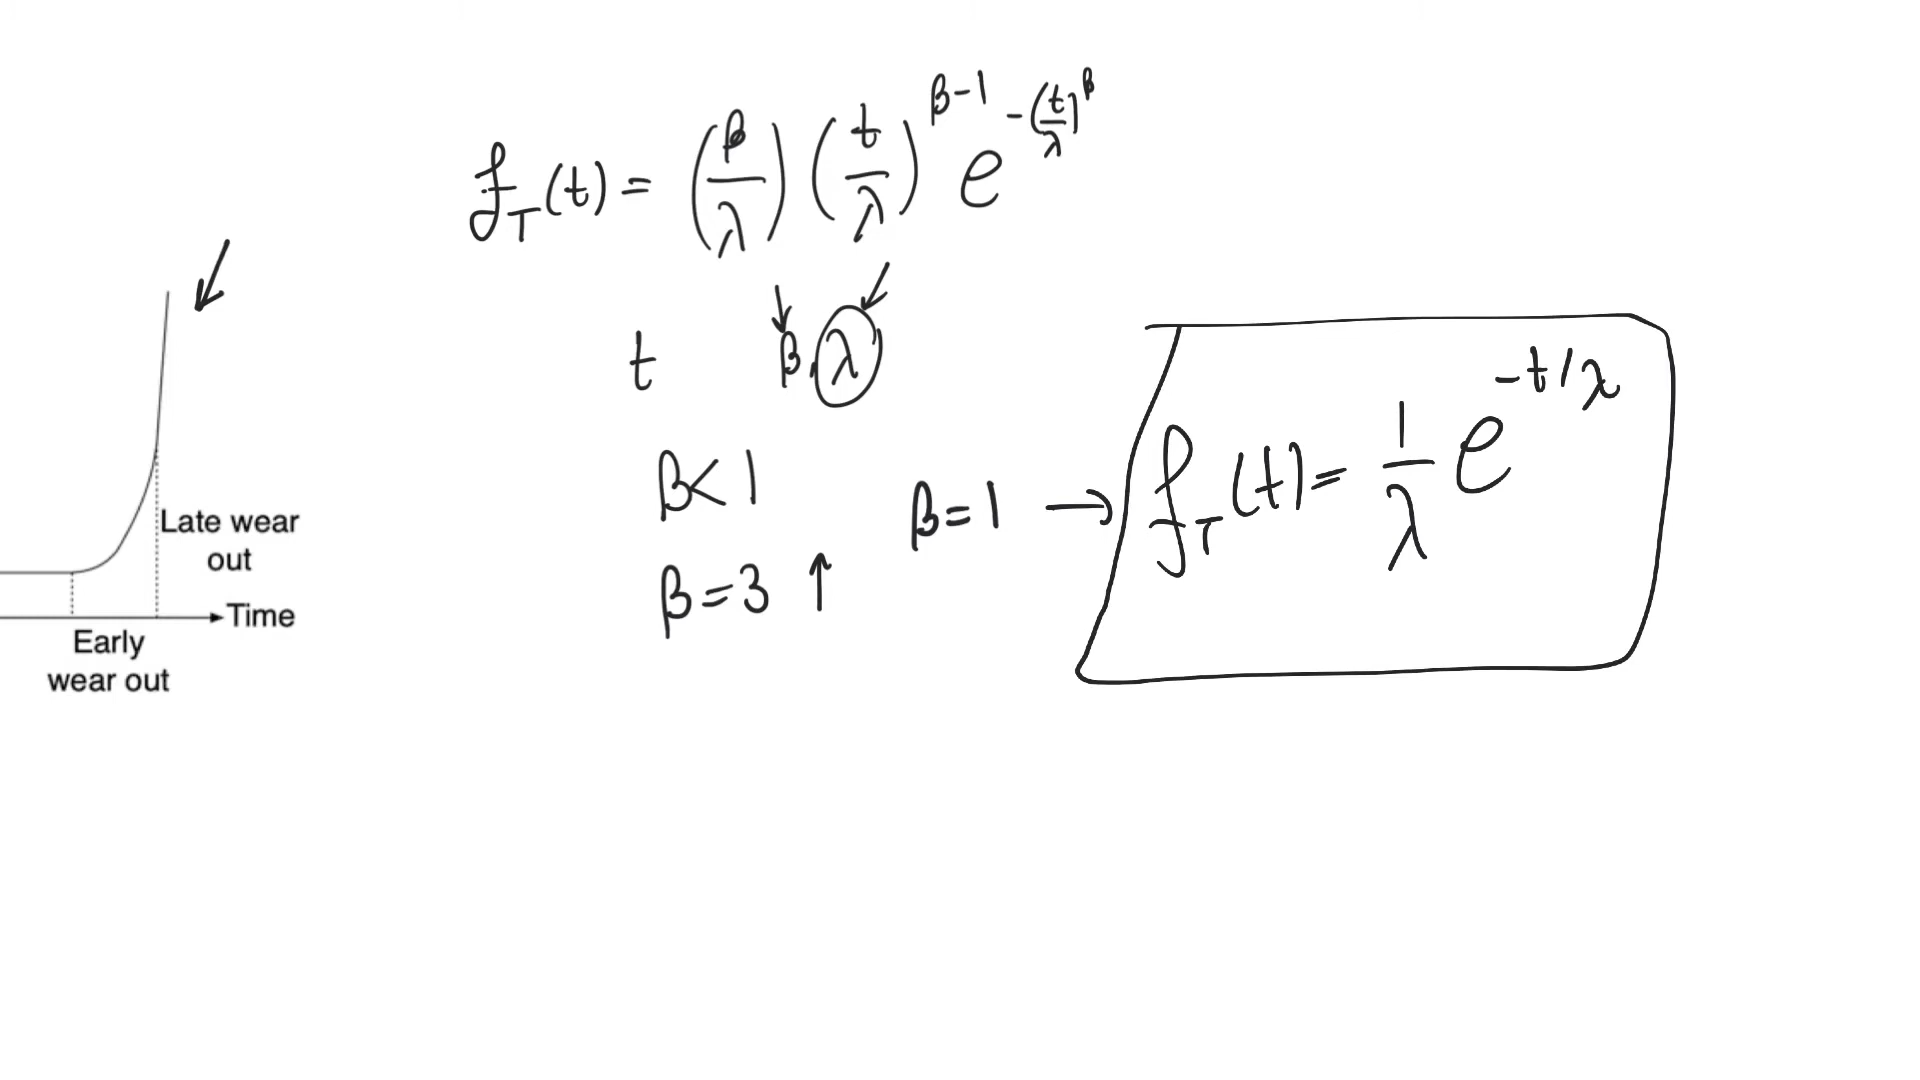 f_T(t) = (β/λ) (t/λ)^{β-1} e^{-(t/λ)^β}
t β, λ
β < 1
β = 1 → f_T(t) = 1/λ e^{-t/λ}
β = 3 ↑
Late wear
out
Time
Early
wear out